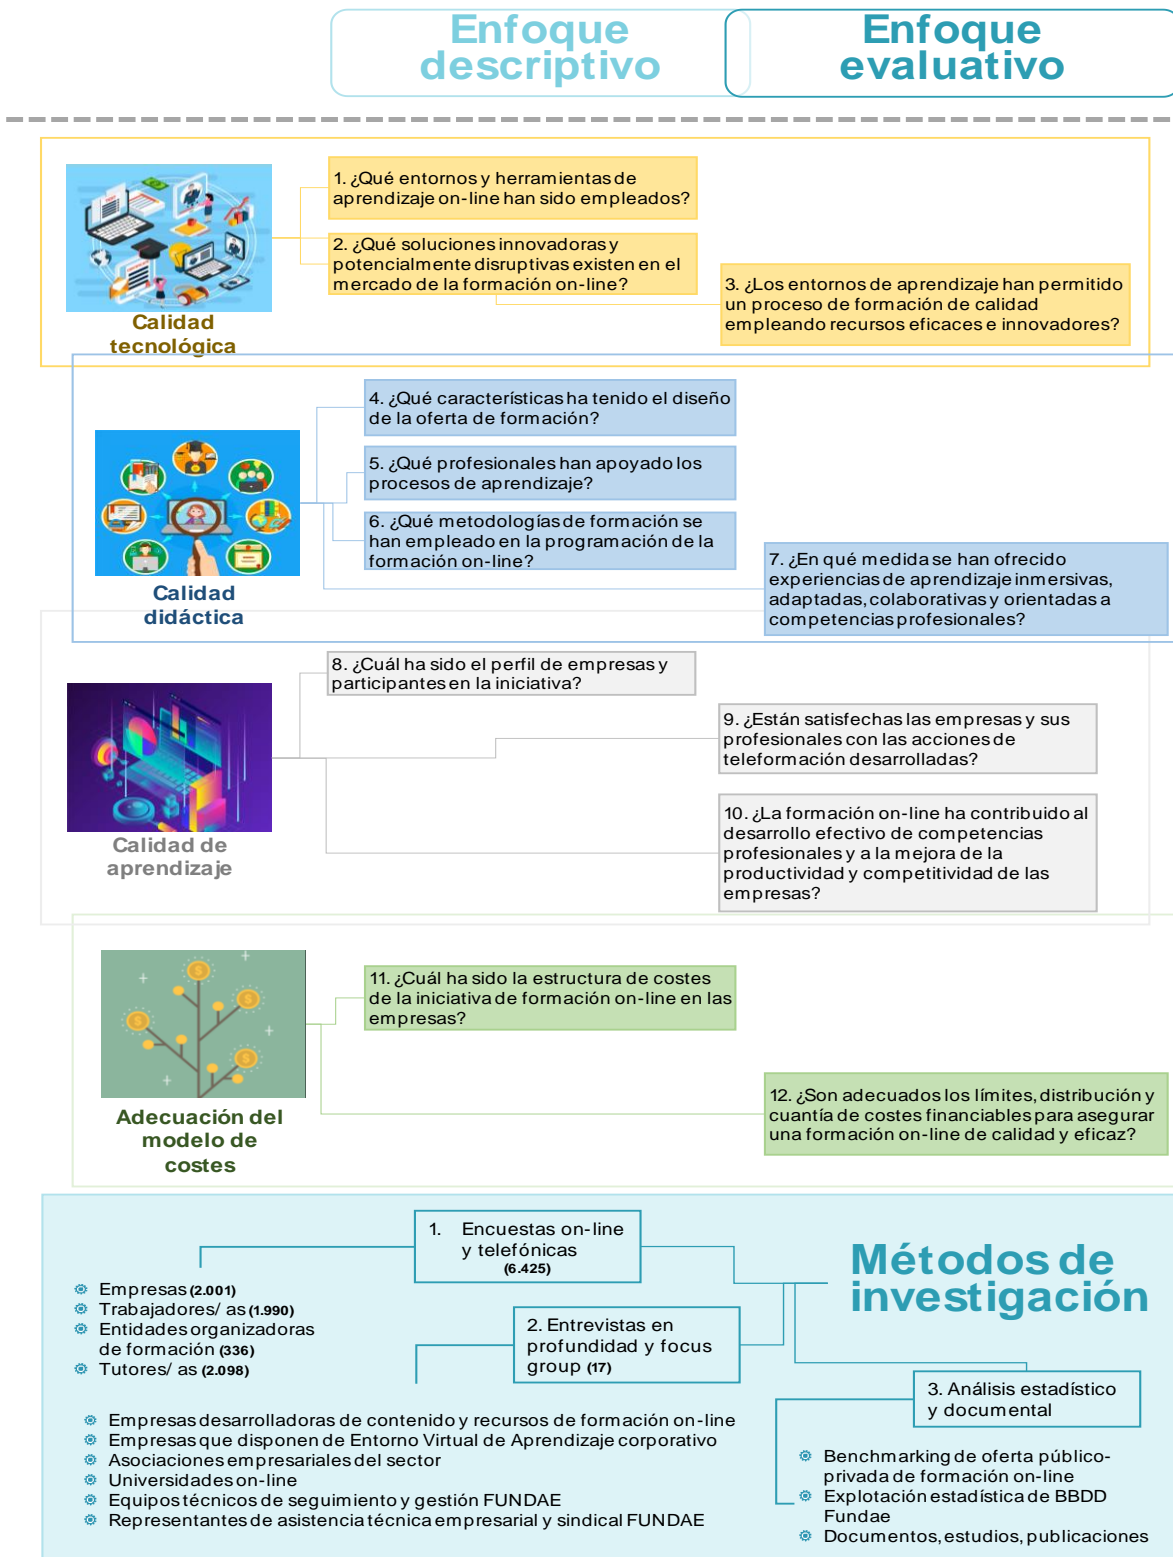 Enfoque
descriptivo
Enfoque
evaluativo
1. ¿Qué entornos y herramientas de
aprendizaje on-line han sido empleados?
2. ¿Qué soluciones innovadoras y
potencialmente disruptivas existen en el
mercado de la formación on-line?
3. ¿Los entornos de aprendizaje han permitido
un proceso de formación de calidad
empleando recursos eficaces e innovadores?
Calidad
tecnológica
4. ¿Qué características ha tenido el diseño
de la oferta de formación?
5. ¿Qué profesionales han apoyado los
procesos de aprendizaje?
6. ¿Qué metodologías de formación se
han empleado en la programación de la
formación on-line?
7. ¿En qué medida se han ofrecido
experiencias de aprendizaje inmersivas,
adaptadas, colaborativas y orientadas a
competencias profesionales?
Calidad
didáctica
8. ¿Cuál ha sido el perfil de empresas y
participantes en la iniciativa?
9. ¿Están satisfechas las empresas y sus
profesionales con las acciones de
teleformación desarrolladas?
10. ¿La formación on-line ha contribuido al
desarrollo efectivo de competencias
profesionales y a la mejora de la
productividad y competitividad de las
empresas?
Calidad de
aprendizaje
11. ¿Cuál ha sido la estructura de costes
de la iniciativa de formación on-line en las
empresas?
12. ¿Son adecuados los límites, distribución y
cuantía de costes financiables para asegurar
una formación on-line de calidad y eficaz?
Adecuación del
modelo de
costes
1. Encuestas on-line
y telefónicas
(6.425)
Métodos de
investigación
Empresas (2.001)
Trabajadores/ as (1.990)
Entidades organizadoras
de formación (336)
Tutores/ as (2.098)
2. Entrevistas en
profundidad y focus
group (17)
3. Análisis estadístico
y documental
Empresas desarrolladoras de contenido y recursos de formación on-line
Empresas que disponen de Entorno Virtual de Aprendizaje corporativo
Asociaciones empresariales del sector
Universidades on-line
Equipos técnicos de seguimiento y gestión FUNDAE
Representantes de asistencia técnica empresarial y sindical FUNDAE
Benchmarking de oferta público-
privada de formación on-line
Explotación estadística de BBDD
Fundae
Documentos, estudios, publicaciones